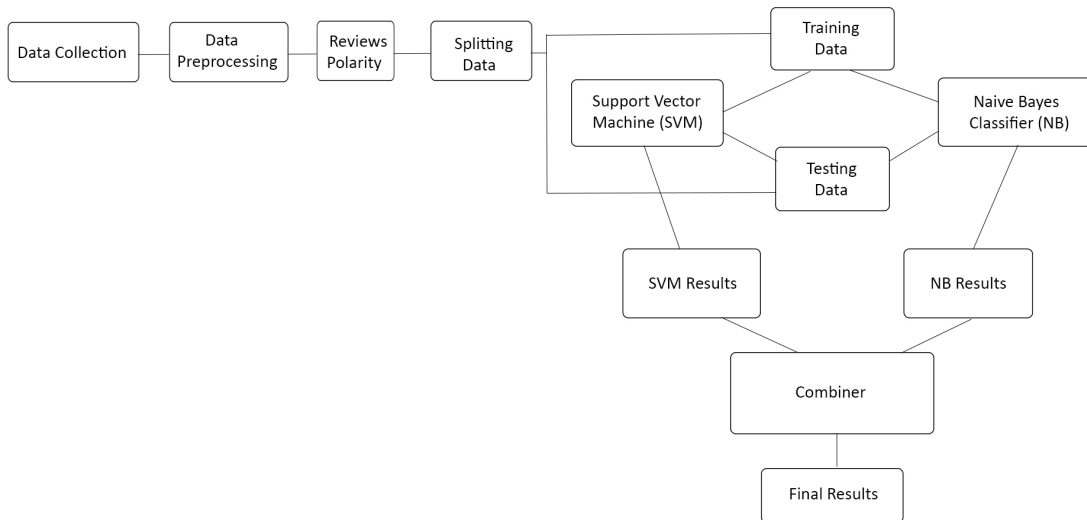 Data Collection
Data
Preprocessing
Reviews
Polarity
Splitting
Data
Training
Data
Support Vector
Machine (SVM)
Naive Bayes
Classifier (NB)
Testing
Data
SVM Results
NB Results
Combiner
Final Results